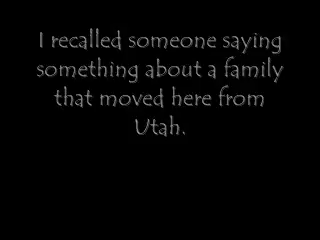 I recalled someone saying
something about a family
that moved here from
Utah.